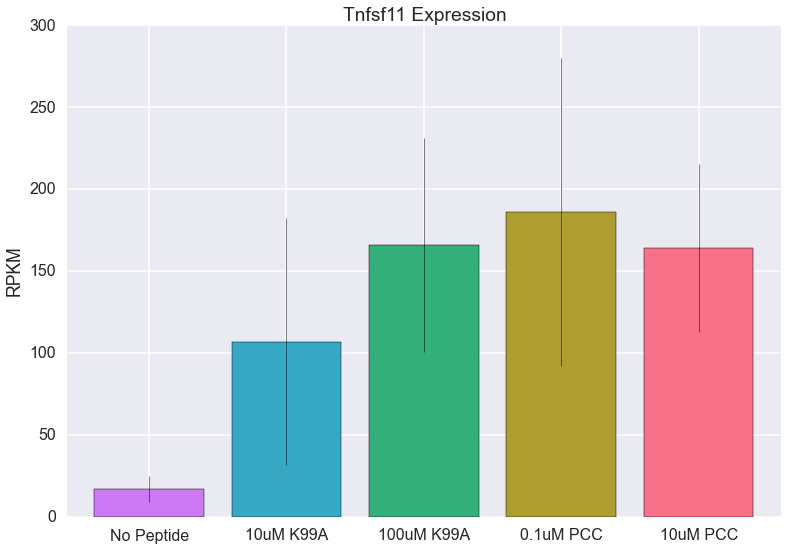 Tnfsf11 Expression
300
250
200
150
100
50
0
RPKM
No Peptide
10uM K99A
100uM K99A
0.1uM PCC
10uM PCC